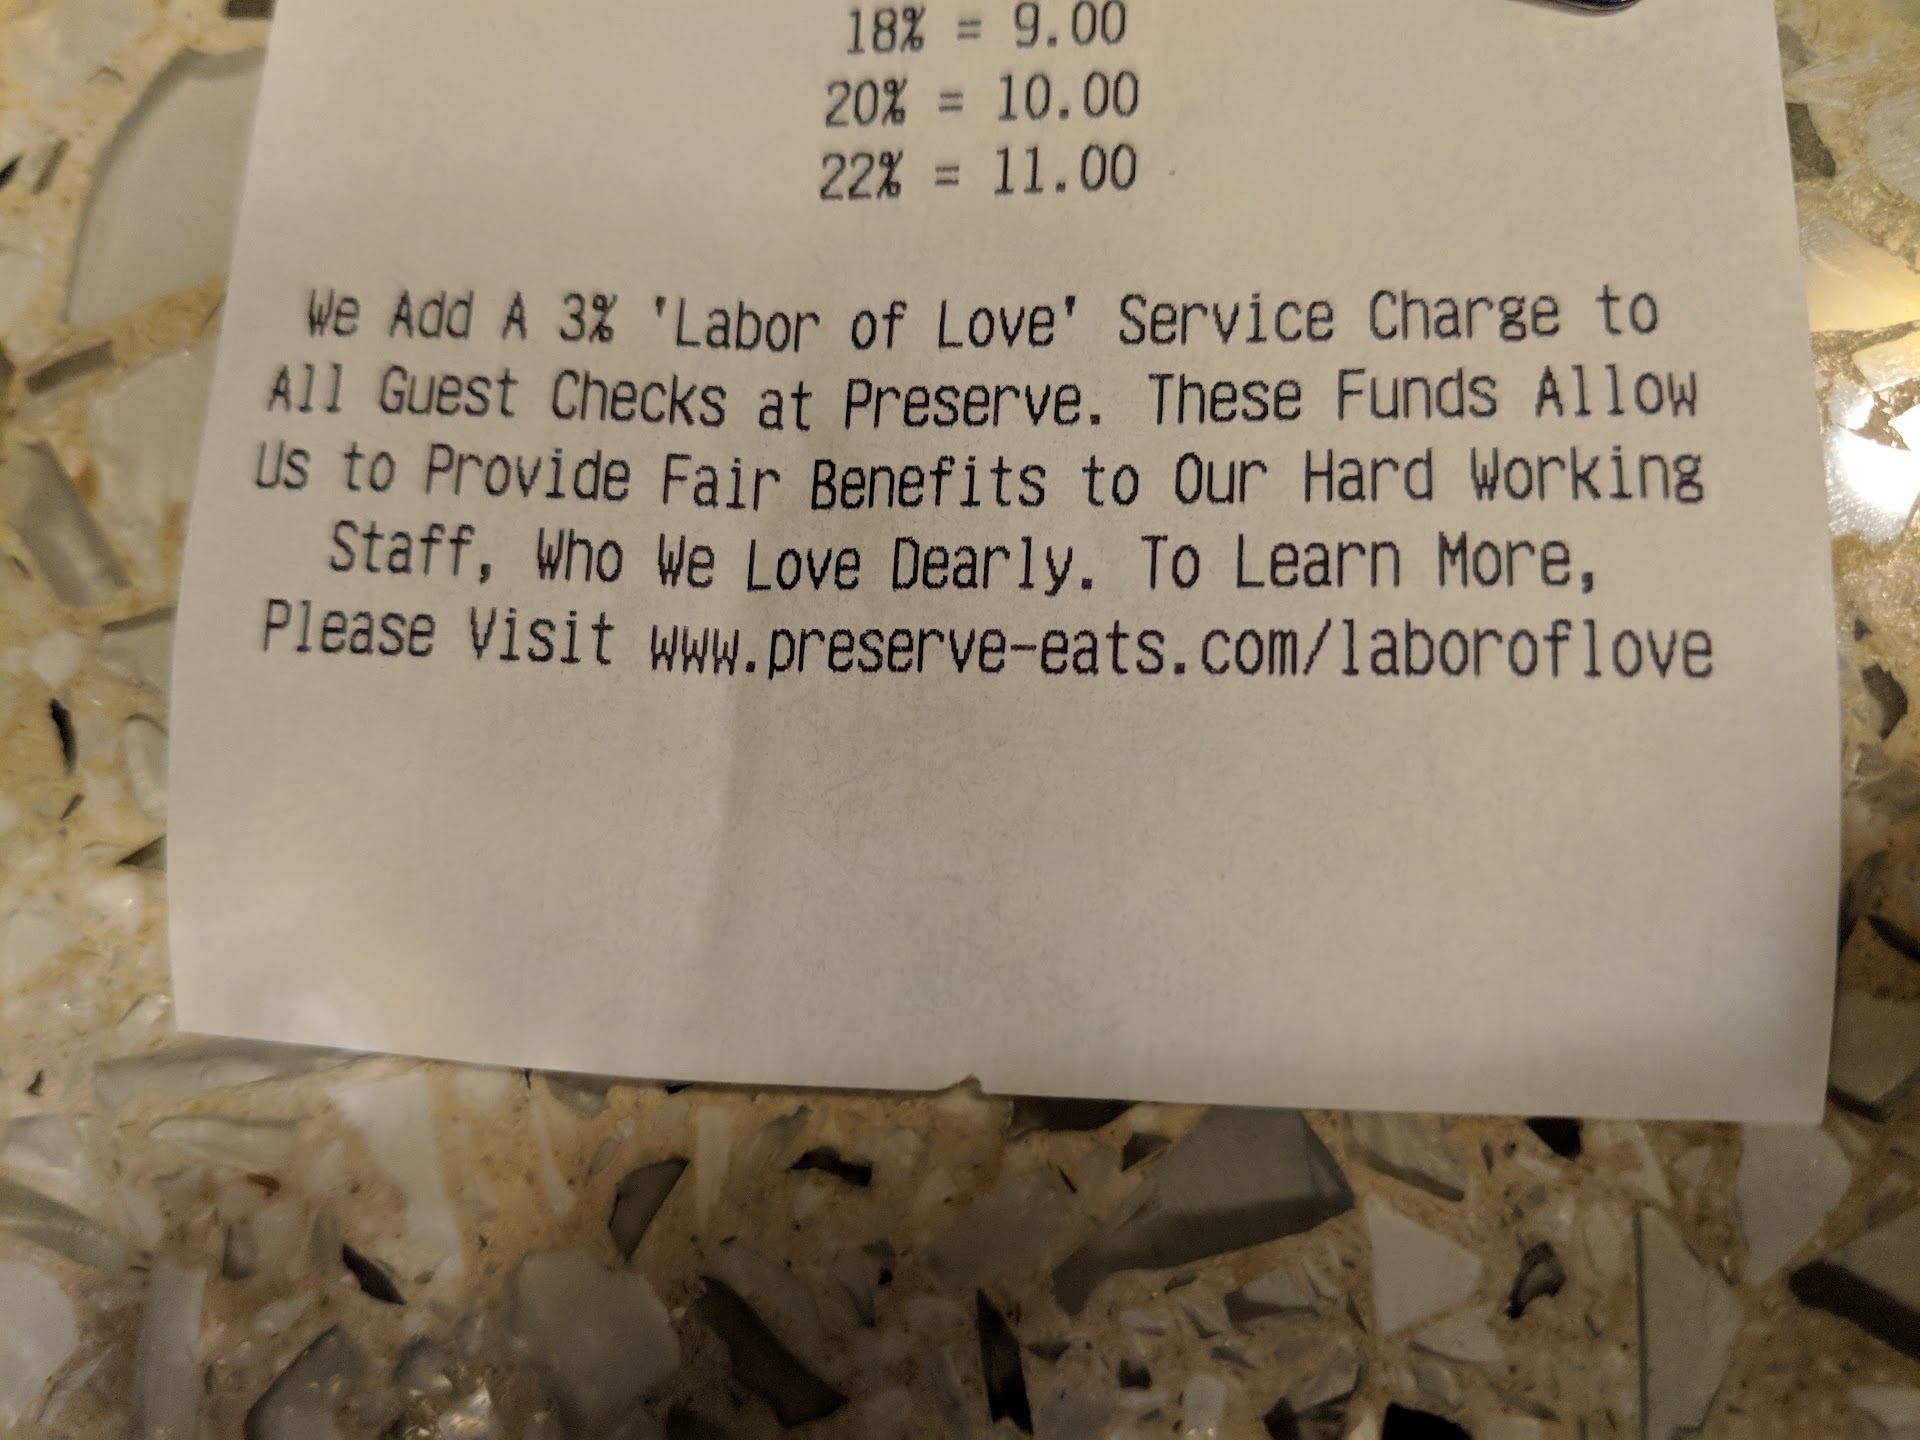 18% = 9.00
20% = 10.00
22% = 11.00
We Add A 3% 'Labor of Love' Service Charge to
All Guest Checks at Preserve. These Funds Allow
Us to Provide Fair Benefits to Our Hard Working
Staff, Who We Love Dearly. To Learn More,
Please Visit www.preserve-eats.com/laboroflove